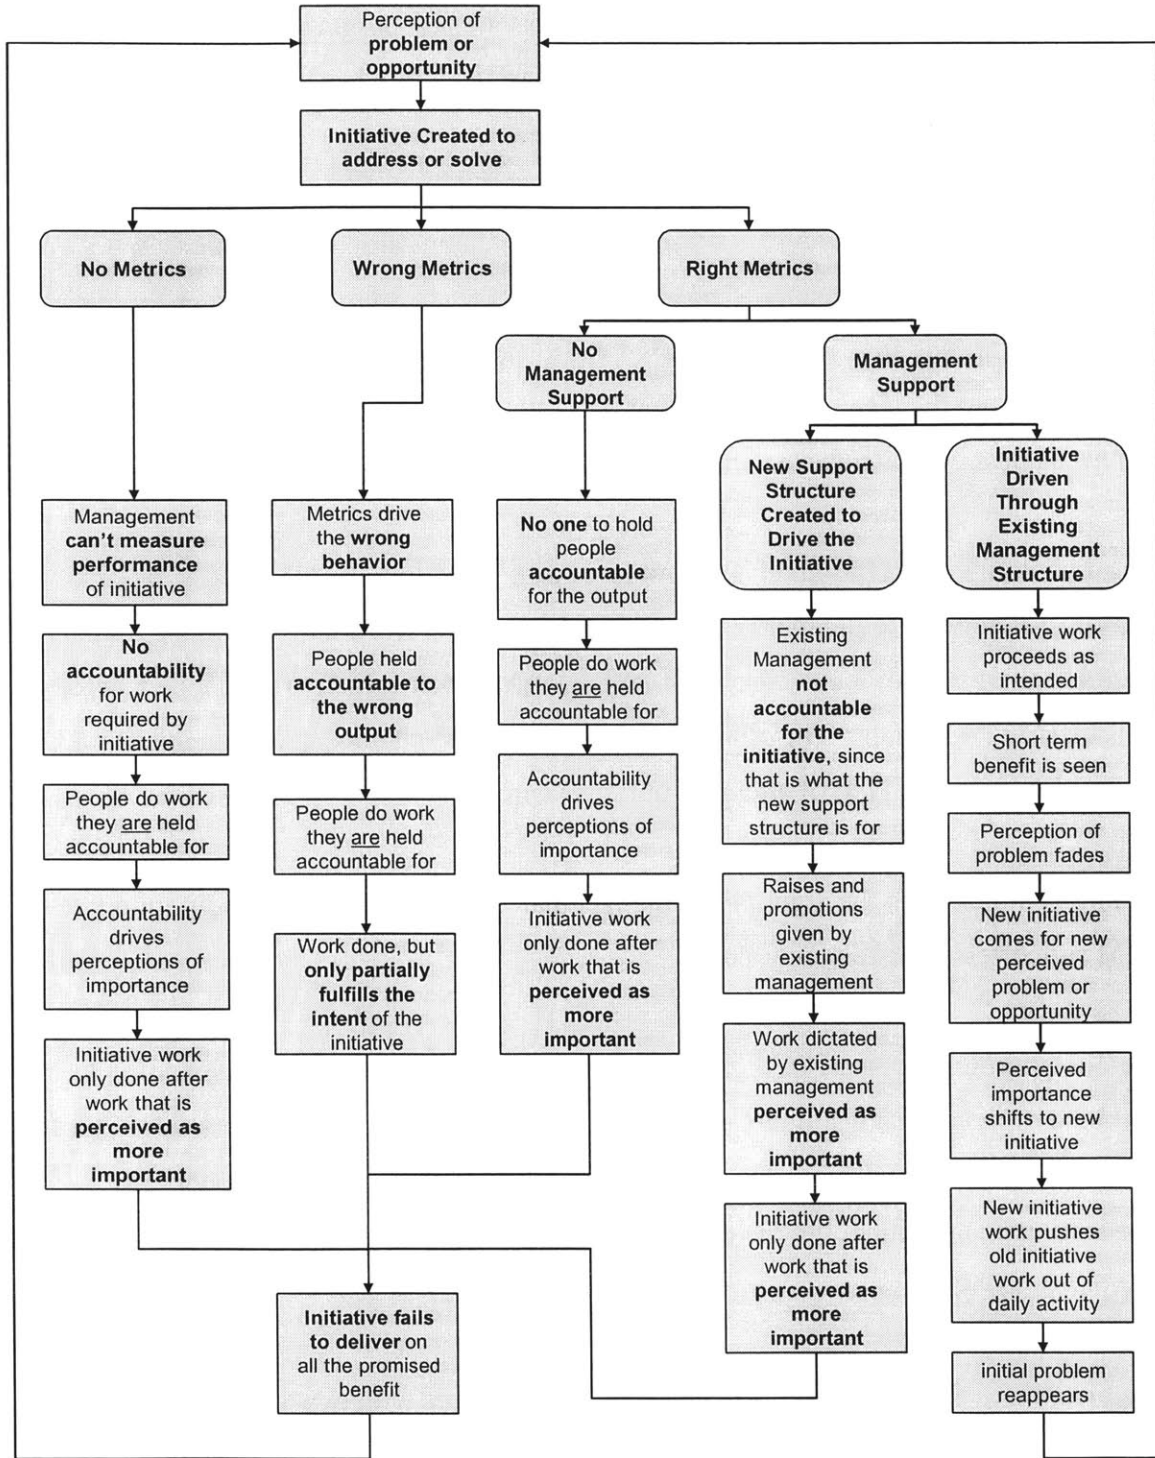 Perception of
problem or
opportunity
Initiative Created to
address or solve
No Metrics
Wrong Metrics
Right Metrics
No
Management
Support
Management
Support
New Support
Structure
Created to
Drive the
Initiative
Initiative
Driven
Through
Existing
Management
Structure
Management
can't measure
performance
of initiative
No
accountability
for work
required by
initiative
People do work
they are held
accountable for
Accountability
drives
perceptions of
importance
Initiative work
only done after
work that is
perceived as
more
important
Metrics drive
the wrong
behavior
People held
accountable to
the wrong
output
People do work
they are held
accountable for
Work done, but
only partially
fulfills the
intent of the
initiative
No one to hold
people
accountable
for the output
People do work
they are held
accountable for
Accountability
drives
perceptions of
importance
Initiative work
only done after
work that is
perceived as
more
important
Existing
Management
not
accountable
for the
initiative, since
that is what the
new support
structure is for
Raises and
promotions
given by
existing
management
Work dictated
by existing
management
perceived as
more
important
Initiative work
only done after
work that is
perceived as
more
important
Initiative work
proceeds as
intended
Short term
benefit is seen
Perception of
problem fades
New initiative
comes for new
perceived
problem or
opportunity
Perceived
importance
shifts to new
initiative
New initiative
work pushes
old initiative
work out of
daily activity
initial problem
reappears
Initiative fails
to deliver on
all the promised
benefit